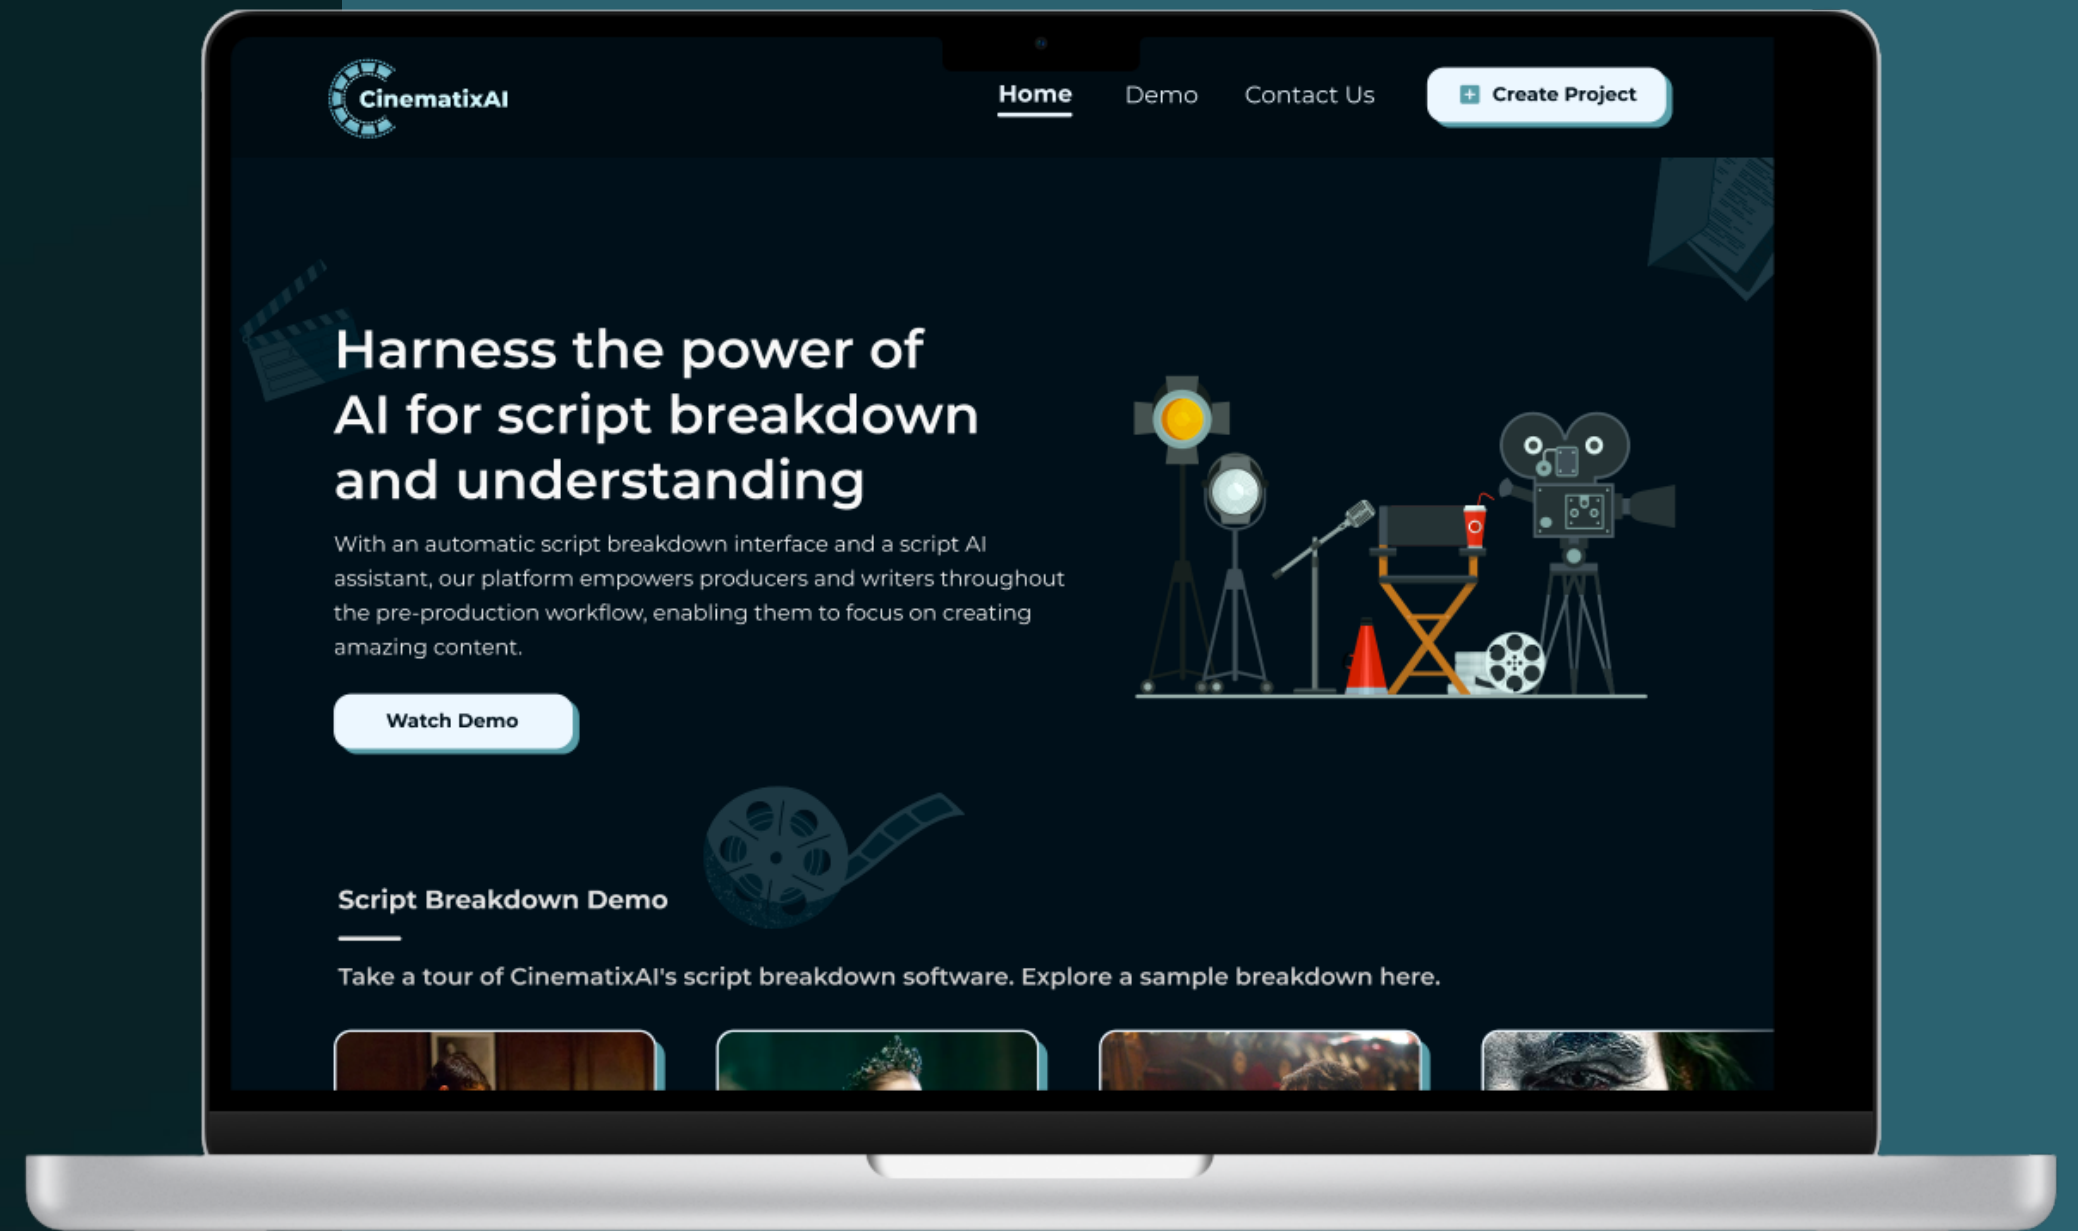 CinematixAI
Home
Demo
Contact Us
Create Project
Harness the power of
AI for script breakdown
and understanding
With an automatic script breakdown interface and a script AI
assistant, our platform empowers producers and writers throughout
the pre-production workflow, enabling them to focus on creating
amazing content.
Watch Demo
Script Breakdown Demo
Take a tour of CinematixAI's script breakdown software. Explore a sample breakdown here.